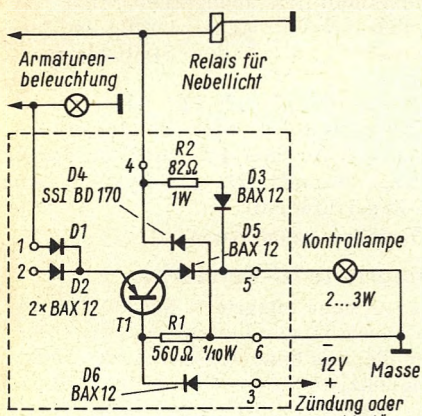 Armaturen-
beleuchtung
Relais für
Nebellicht
D4
SSI BD 170
4
R2
82Ω
1W
D3
BAX 12
D5
BAX 12
Kontrollampe
1
D1
2
D2
2×BAX 12
T1
5
2...3W
R1
560Ω
1/10W
6
–
12V
+
Masse
D6
BAX12
3
Zündung oder